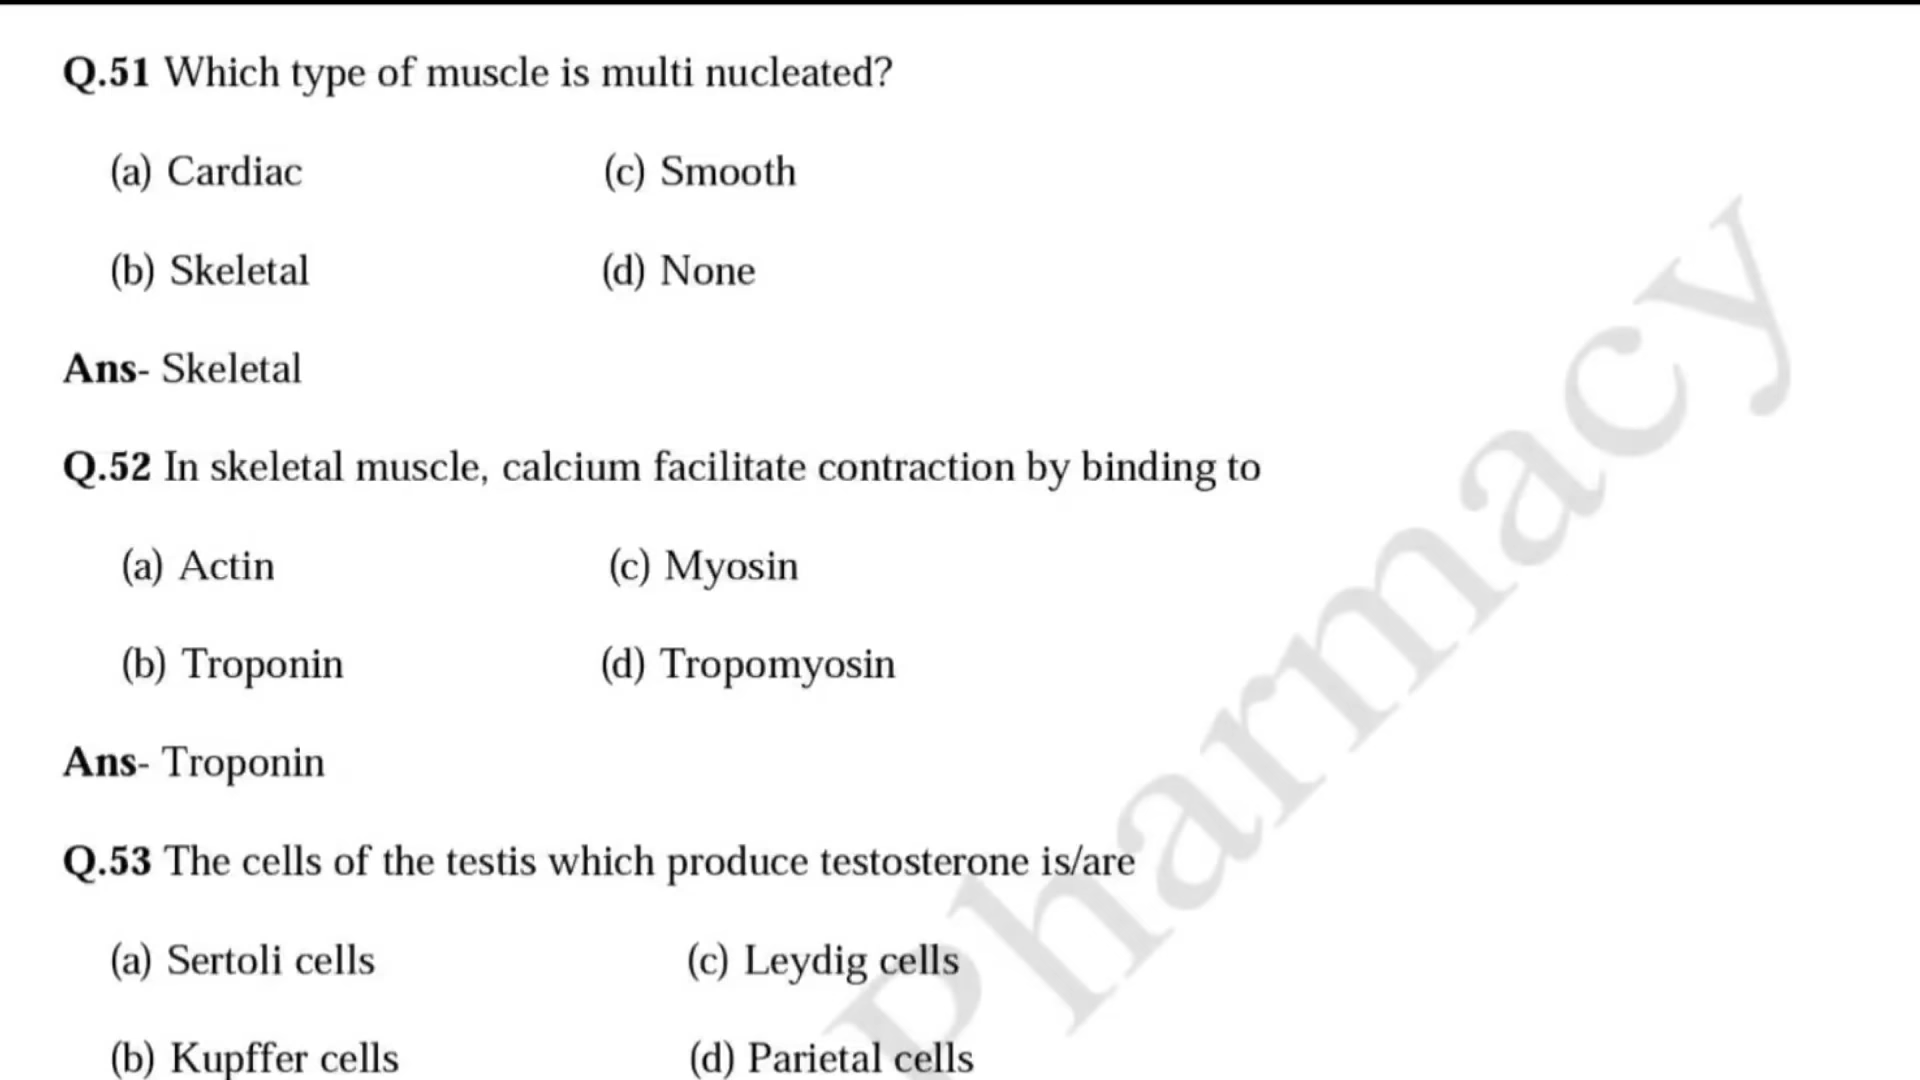 Q.51 Which type of muscle is multi nucleated?
(a) Cardiac (c) Smooth
(b) Skeletal (d) None
Ans- Skeletal
Q.52 In skeletal muscle, calcium facilitate contraction by binding to
(a) Actin (c) Myosin
(b) Troponin (d) Tropomyosin
Ans- Troponin
Q.53 The cells of the testis which produce testosterone is/are
(a) Sertoli cells (c) Leydig cells
(b) Kupffer cells (d) Parietal cells
Pharmacy